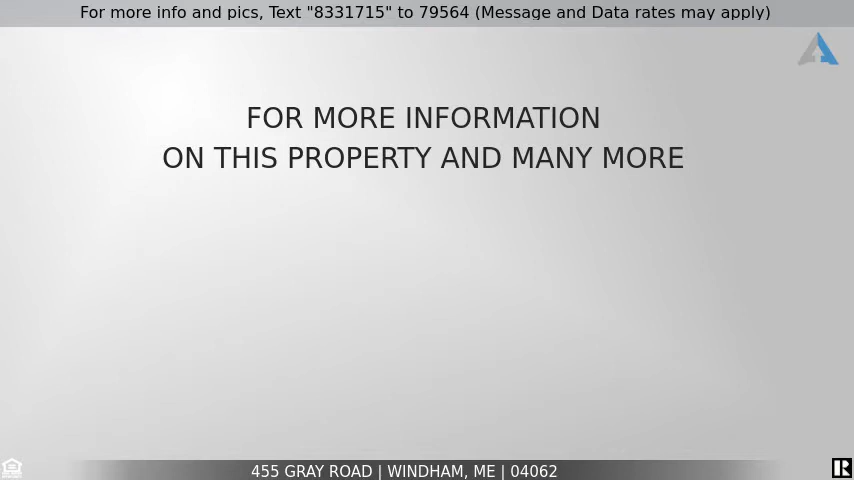 For more info and pics, Text "8331715" to 79564 (Message and Data rates may apply)
FOR MORE INFORMATION
ON THIS PROPERTY AND MANY MORE
455 GRAY ROAD | WINDHAM, ME | 04062